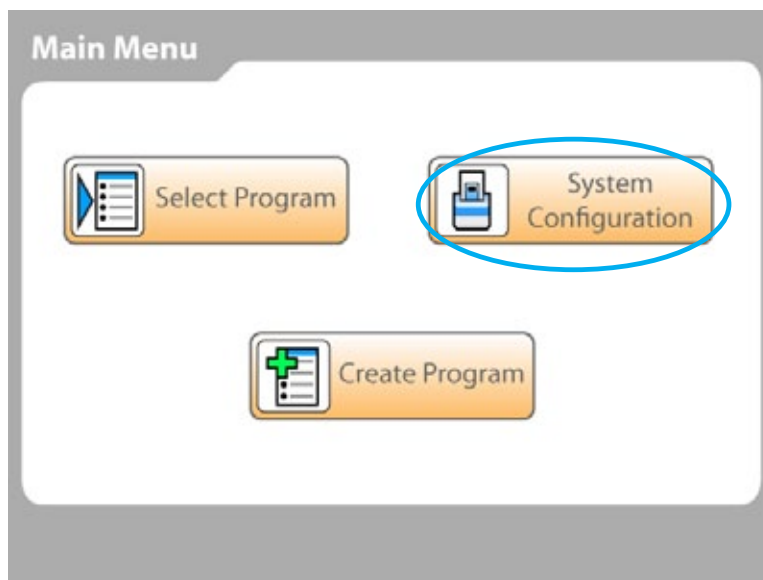 Main Menu
Select Program
System
Configuration
Create Program